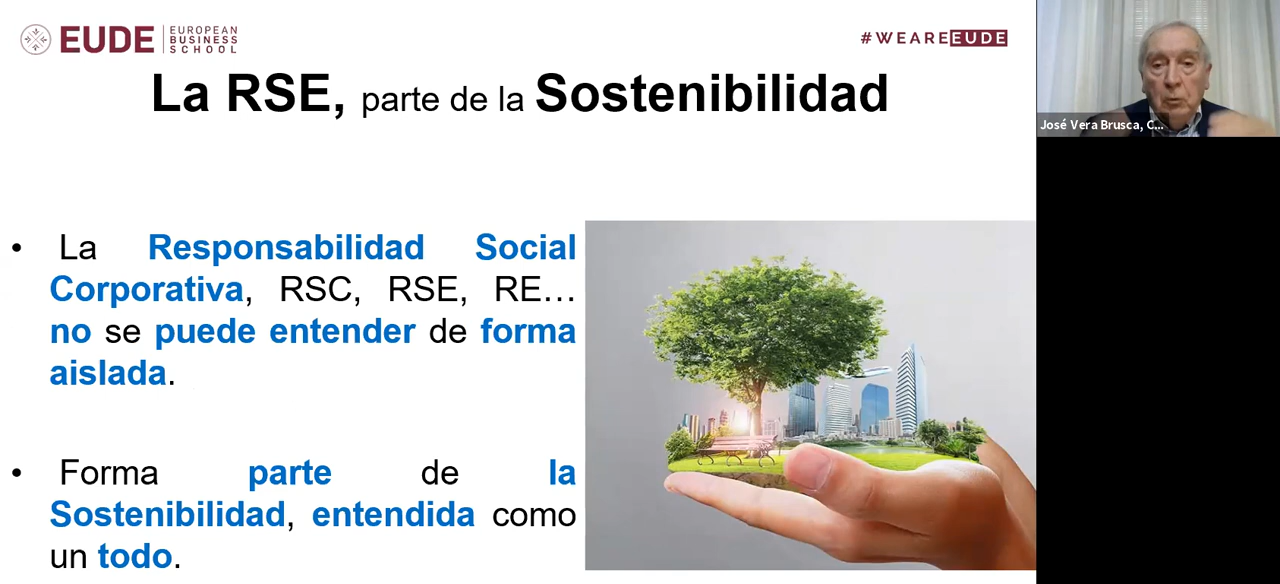 EUDE
EUROPEAN
BUSINESS
SCHOOL
#WEAREEUDE
La RSE, parte de la Sostenibilidad
• La Responsabilidad Social
Corporativa, RSC, RSE, RE…
no se puede entender de forma
aislada.
• Forma parte de la
Sostenibilidad, entendida como
un todo.
José Vera Brusca, C...